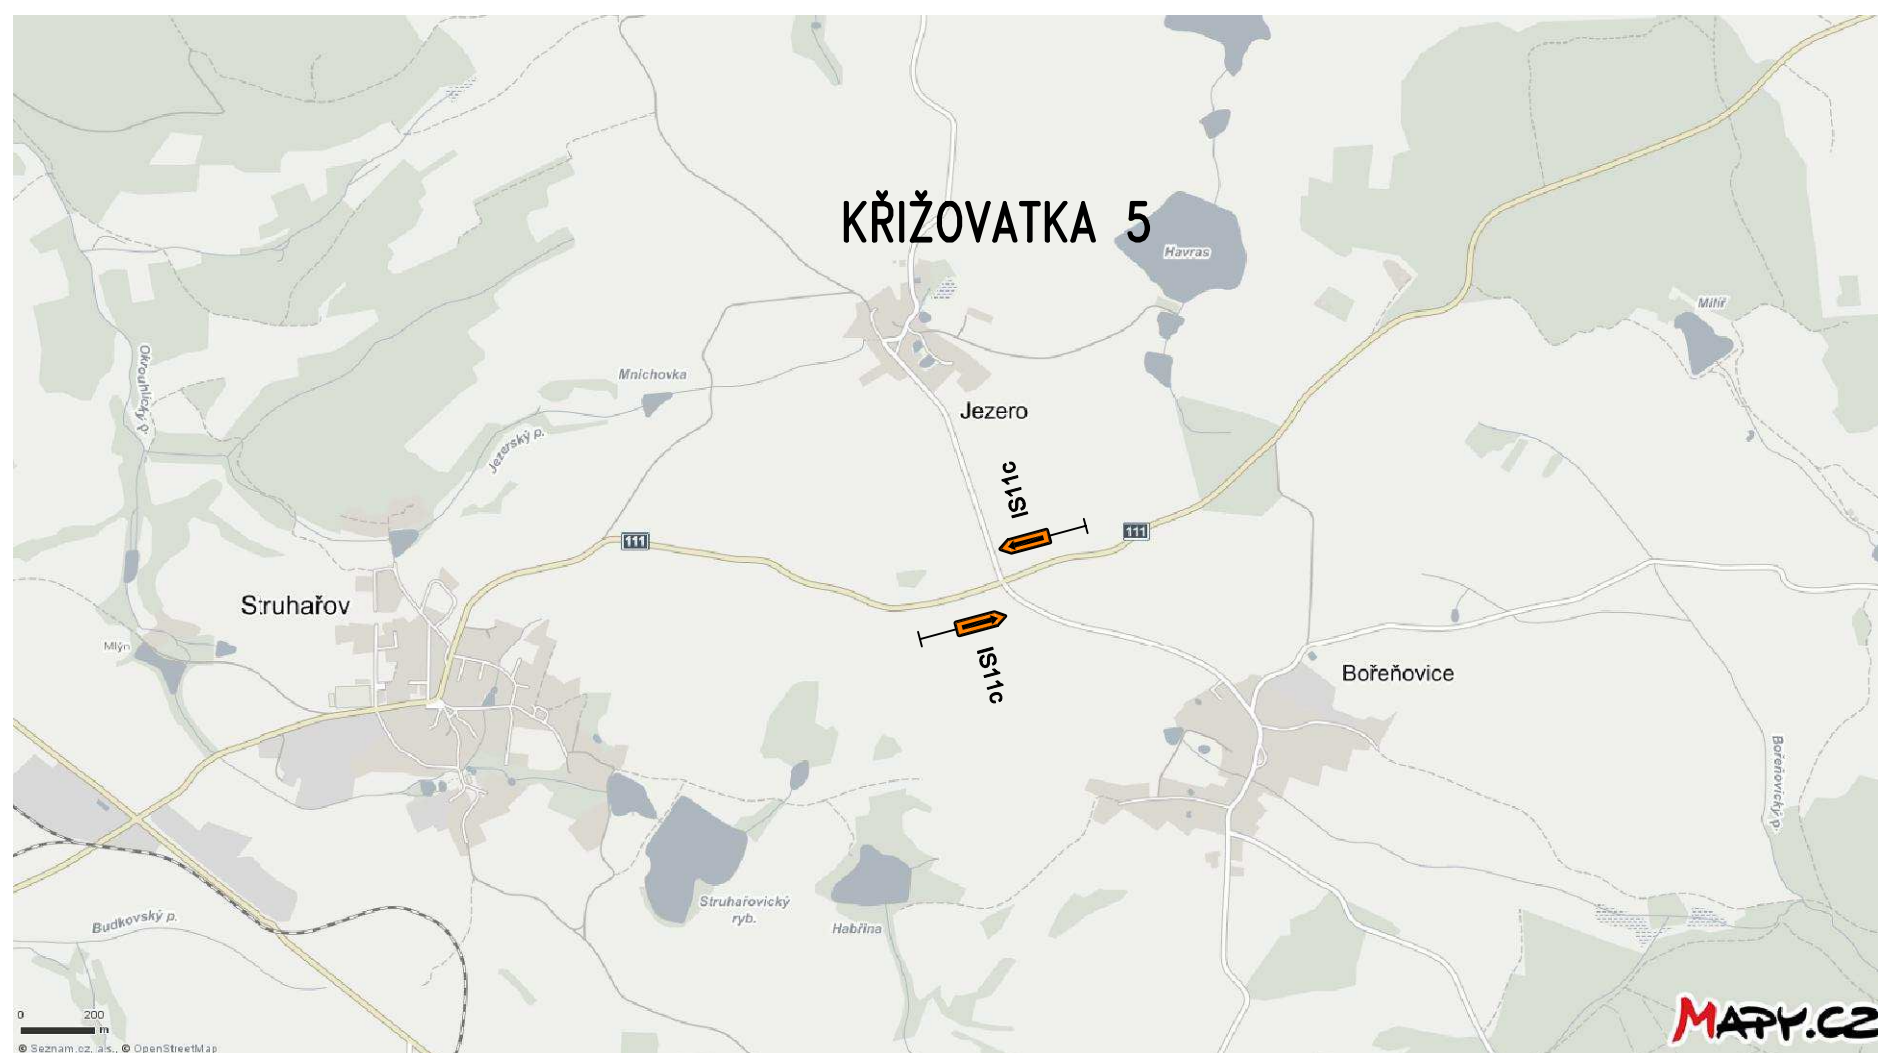 KŘIŽOVATKA 5
Havras
Milíř
Okrouhlický p.
Mnichovka
Jezero
Jezerský p.
IS11c
111
111
Struhařov
IS11c
Mlýn
Bořeňovice
Bořeňovický p.
Struhařovický
ryb.
Habřina
Budkovský p.
0 200
m
© Seznam.cz, a.s., © OpenStreetMap
MAPY.CZ